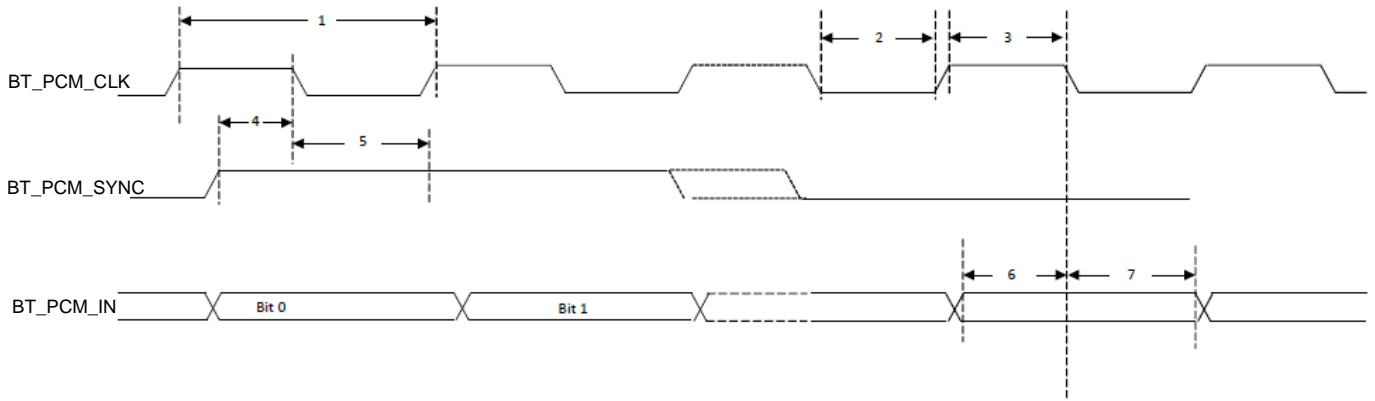 1
2
3
BT_PCM_CLK
4
5
BT_PCM_SYNC
6
7
BT_PCM_IN
Bit 0
Bit 1